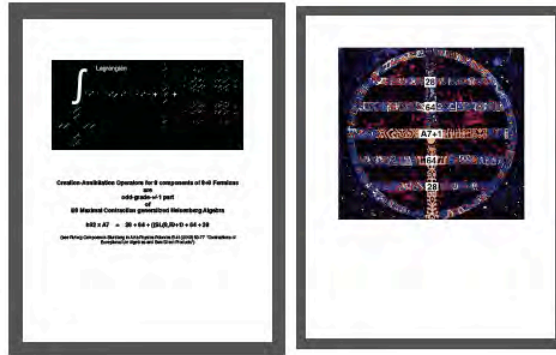 Lagrangian
Creation-Annihilation Operators for 8 components of 8+8 Fermions
are
odd-grade-+/-1 part
of
E8 Maximal Contraction generalized Heisenberg Algebra
h92 x A7 = 28 + 64 + ((SL(8,R)+1) + 64 + 28
28
64
A7+1
64
28